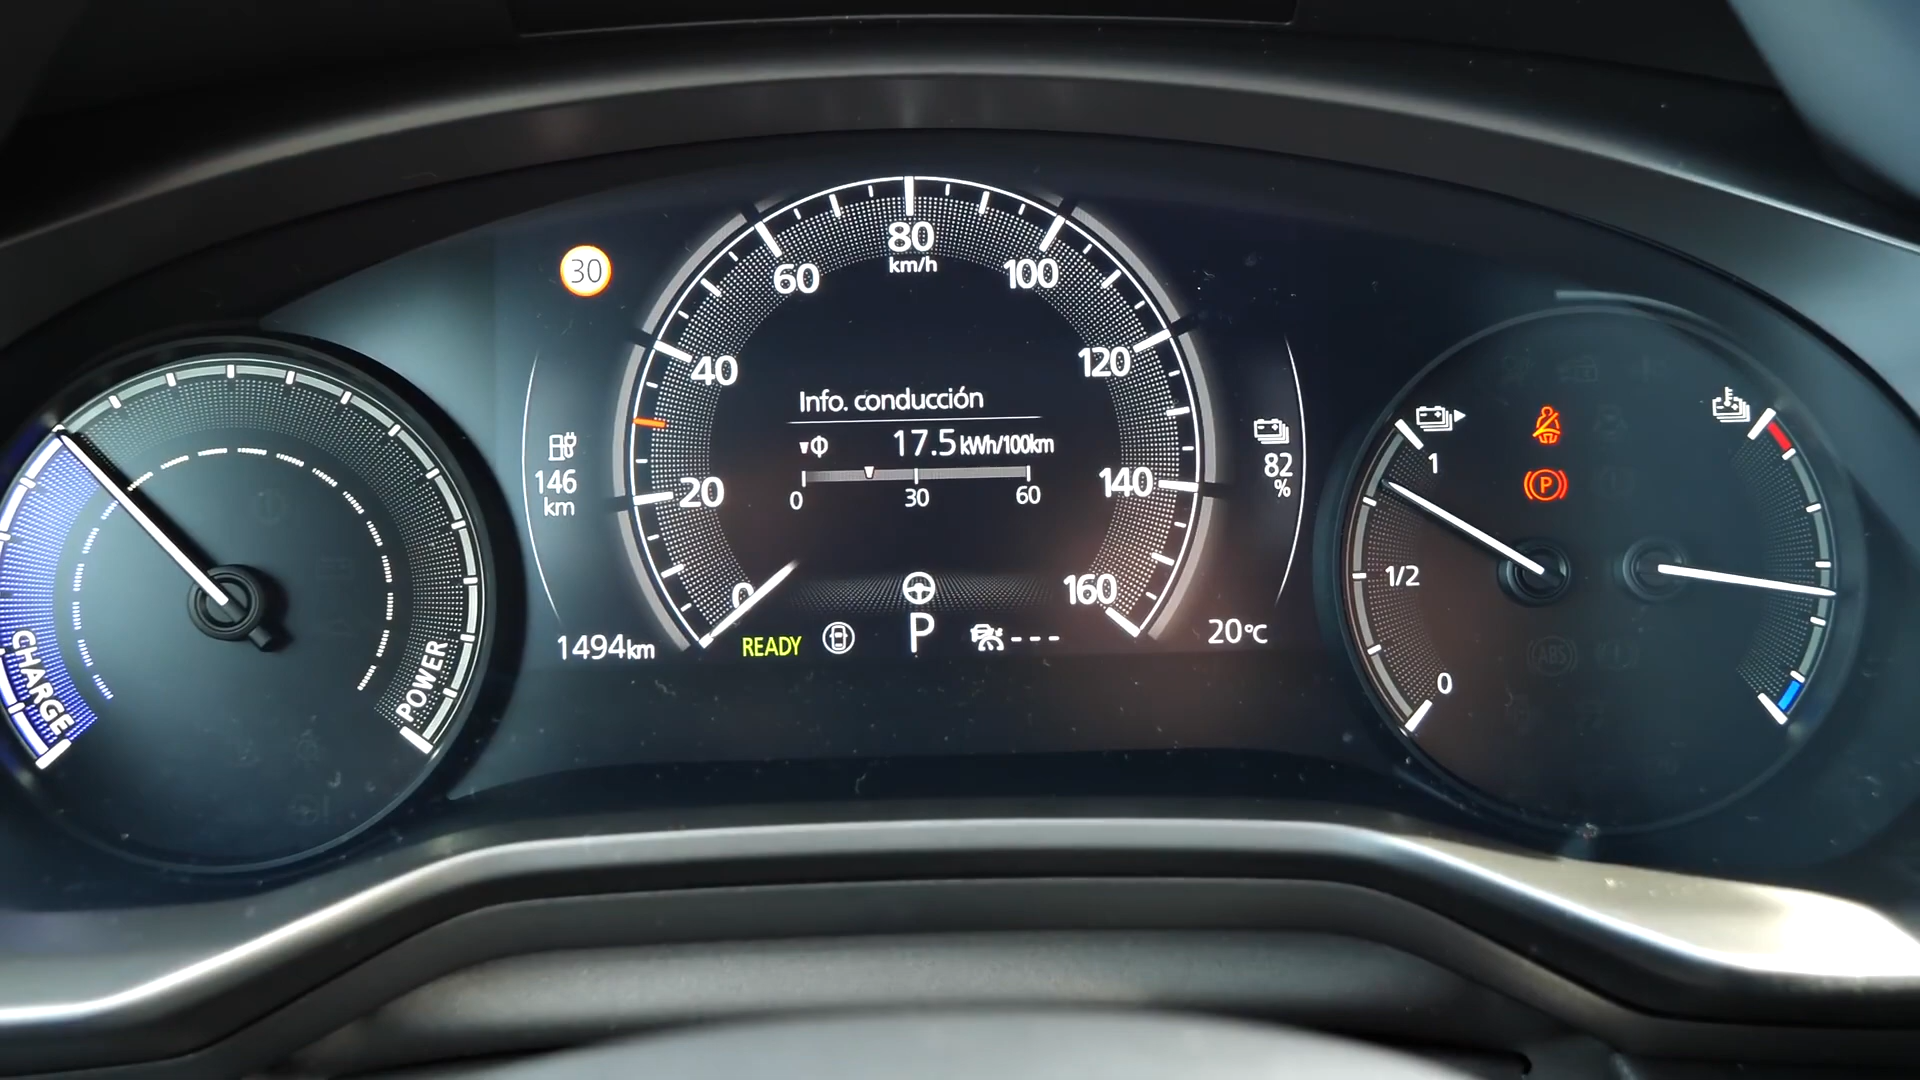 30
80
km/h
60
100
40
120
20
140
0
160
Info. conducción
17.5 kWh/100km
0 30 60
146
km
82
%
1494km
READY
P
---
20°C
CHARGE
POWER
1
1/2
0
P
ABS